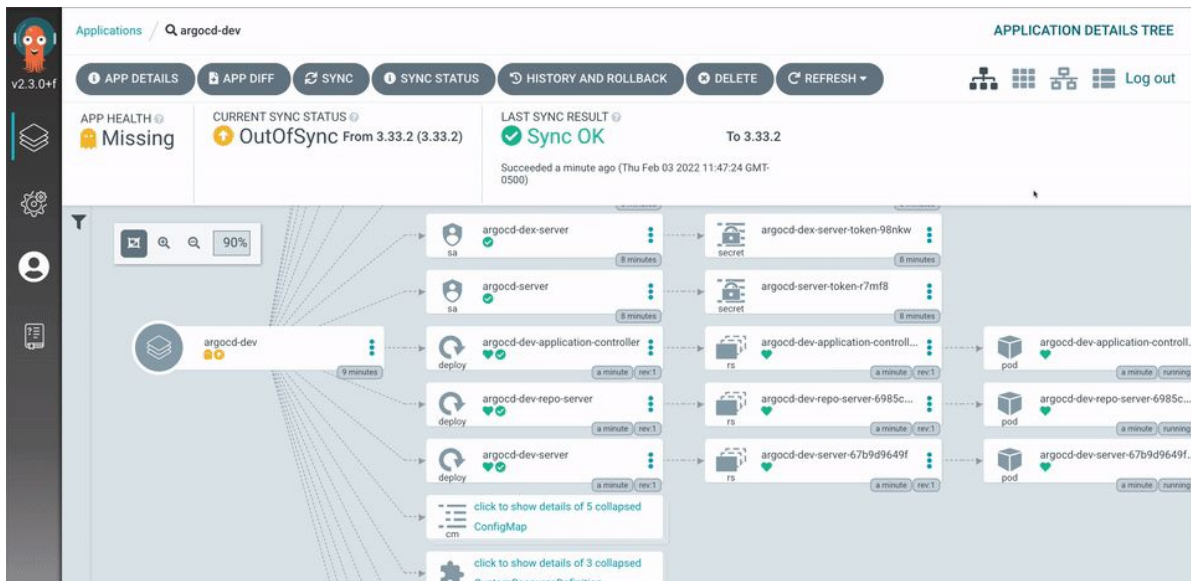 Applications / argocd-dev
APPLICATION DETAILS TREE
v2.3.0+f
APP DETAILS
APP DIFF
SYNC
SYNC STATUS
HISTORY AND ROLLBACK
DELETE
REFRESH
Log out
APP HEALTH
Missing
CURRENT SYNC STATUS
OutOfSync From 3.33.2 (3.33.2)
LAST SYNC RESULT
Sync OK
To 3.33.2
Succeeded a minute ago (Thu Feb 03 2022 11:47:24 GMT-
0500)
90%
argocd-dex-server
sa
8 minutes
argocd-dex-server-token-98nkw
secret
8 minutes
argocd-server
sa
8 minutes
argocd-server-token-r7mf8
secret
8 minutes
argocd-dev
9 minutes
argocd-dev-application-controller
deploy
a minute rev:1
argocd-dev-application-controll...
rs
a minute rev:1
argocd-dev-application-controll.
pod
a minute running
argocd-dev-repo-server
deploy
a minute rev:1
argocd-dev-repo-server-6985c...
rs
a minute rev:1
argocd-dev-repo-server-6985c.
pod
a minute running
argocd-dev-server
deploy
a minute rev:1
argocd-dev-server-67b9d9649f
rs
a minute rev:1
argocd-dev-server-67b9d9649f.
pod
a minute running
click to show details of 5 collapsed
ConfigMap
cm
click to show details of 3 collapsed